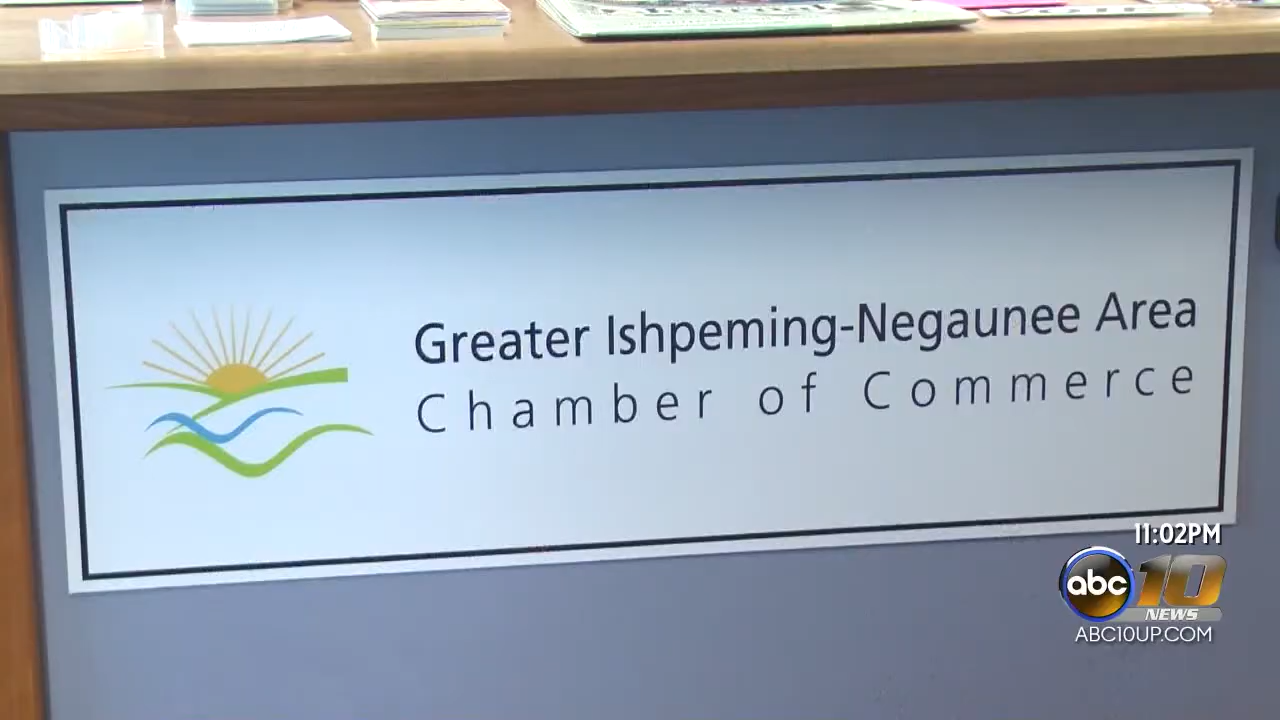 Greater Ishpeming-Negaunee Area
Chamber of Commerce
11:02PM
abc 10
NEWS
ABC10UP.COM